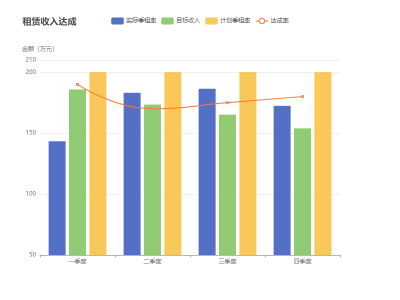 租赁收入达成
实际季租率 目标收入 计划季租率 达成率
金额（万元）
210
200
150
100
50
一季度 二季度 三季度 四季度